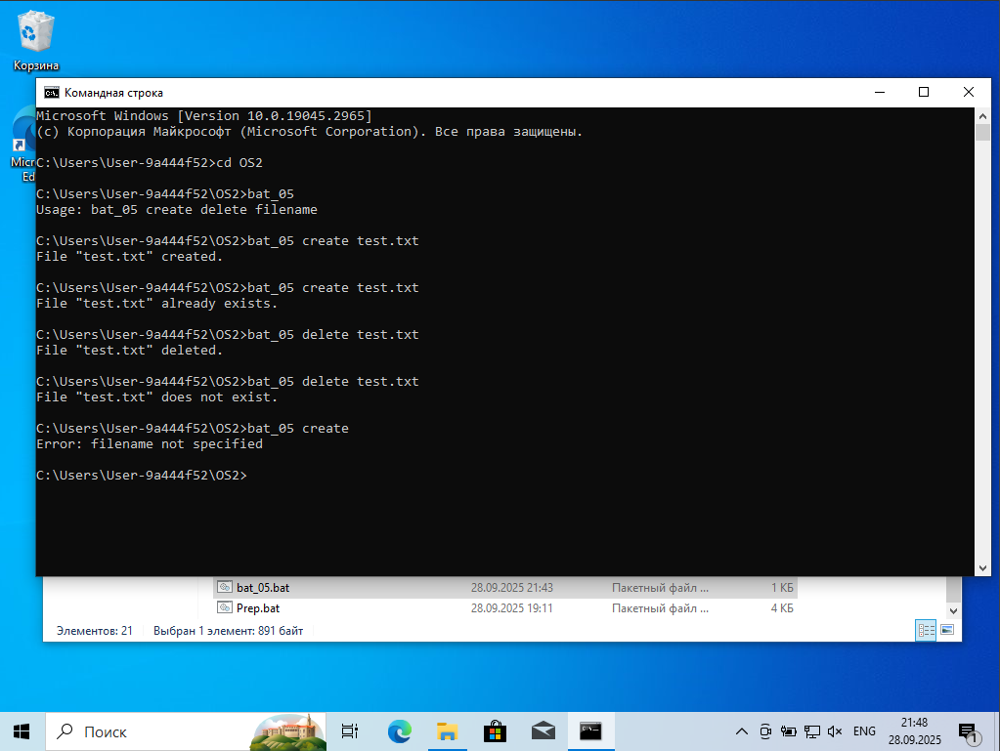 Корзина
Командная строка
Microsoft Windows [Version 10.0.19045.2965]
(c) Корпорация Майкрософт (Microsoft Corporation). Все права защищены.
Micr
Ed
C:\Users\User-9a444f52>cd OS2
C:\Users\User-9a444f52\OS2>bat_05
Usage: bat_05 create delete filename
C:\Users\User-9a444f52\OS2>bat_05 create test.txt
File "test.txt" created.
C:\Users\User-9a444f52\OS2>bat_05 create test.txt
File "test.txt" already exists.
C:\Users\User-9a444f52\OS2>bat_05 delete test.txt
File "test.txt" deleted.
C:\Users\User-9a444f52\OS2>bat_05 delete test.txt
File "test.txt" does not exist.
C:\Users\User-9a444f52\OS2>bat_05 create
Error: filename not specified
C:\Users\User-9a444f52\OS2>
bat_05.bat 28.09.2025 21:43 Пакетный файл ... 1 КБ
Prep.bat 28.09.2025 19:11 Пакетный файл ... 4 КБ
Элементов: 21 Выбран 1 элемент: 891 байт
Поиск
ENG
21:48
28.09.2025
1